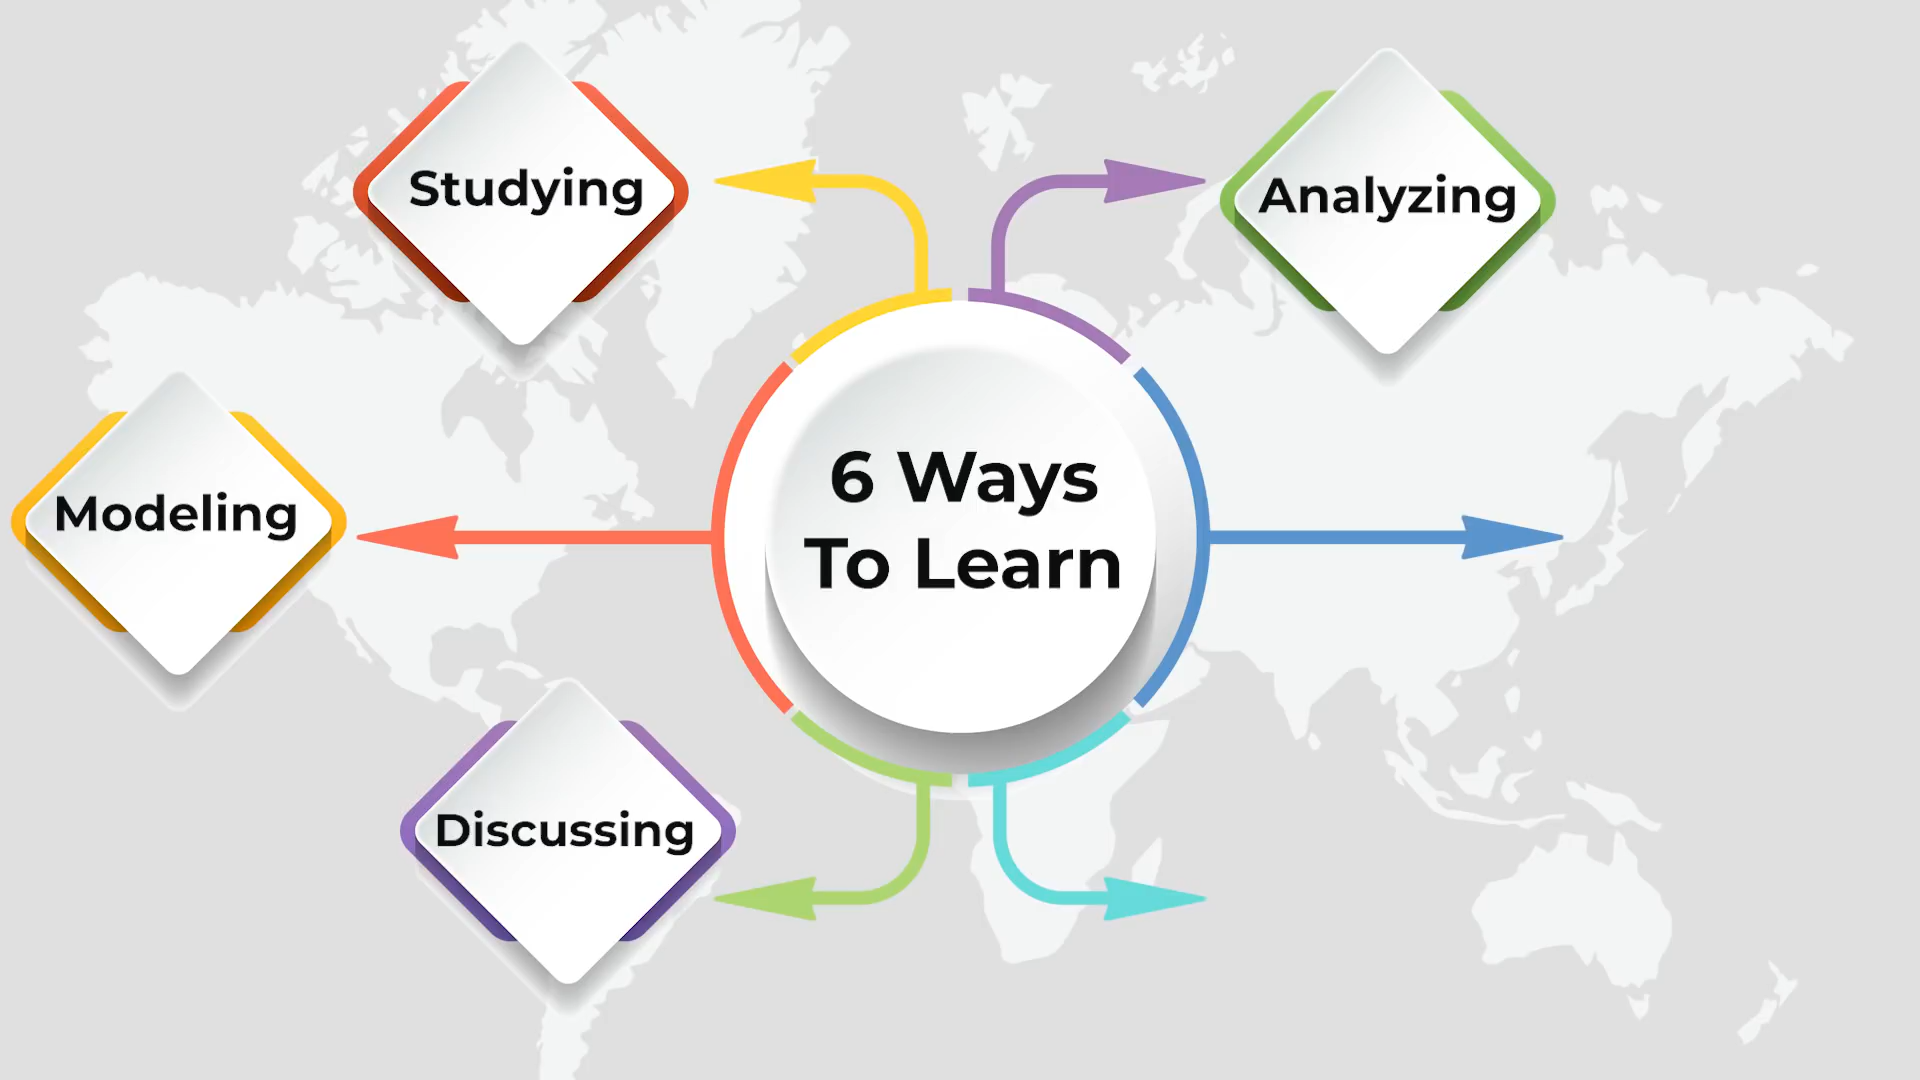 Studying
Analyzing
6 Ways
To Learn
Modeling
Discussing